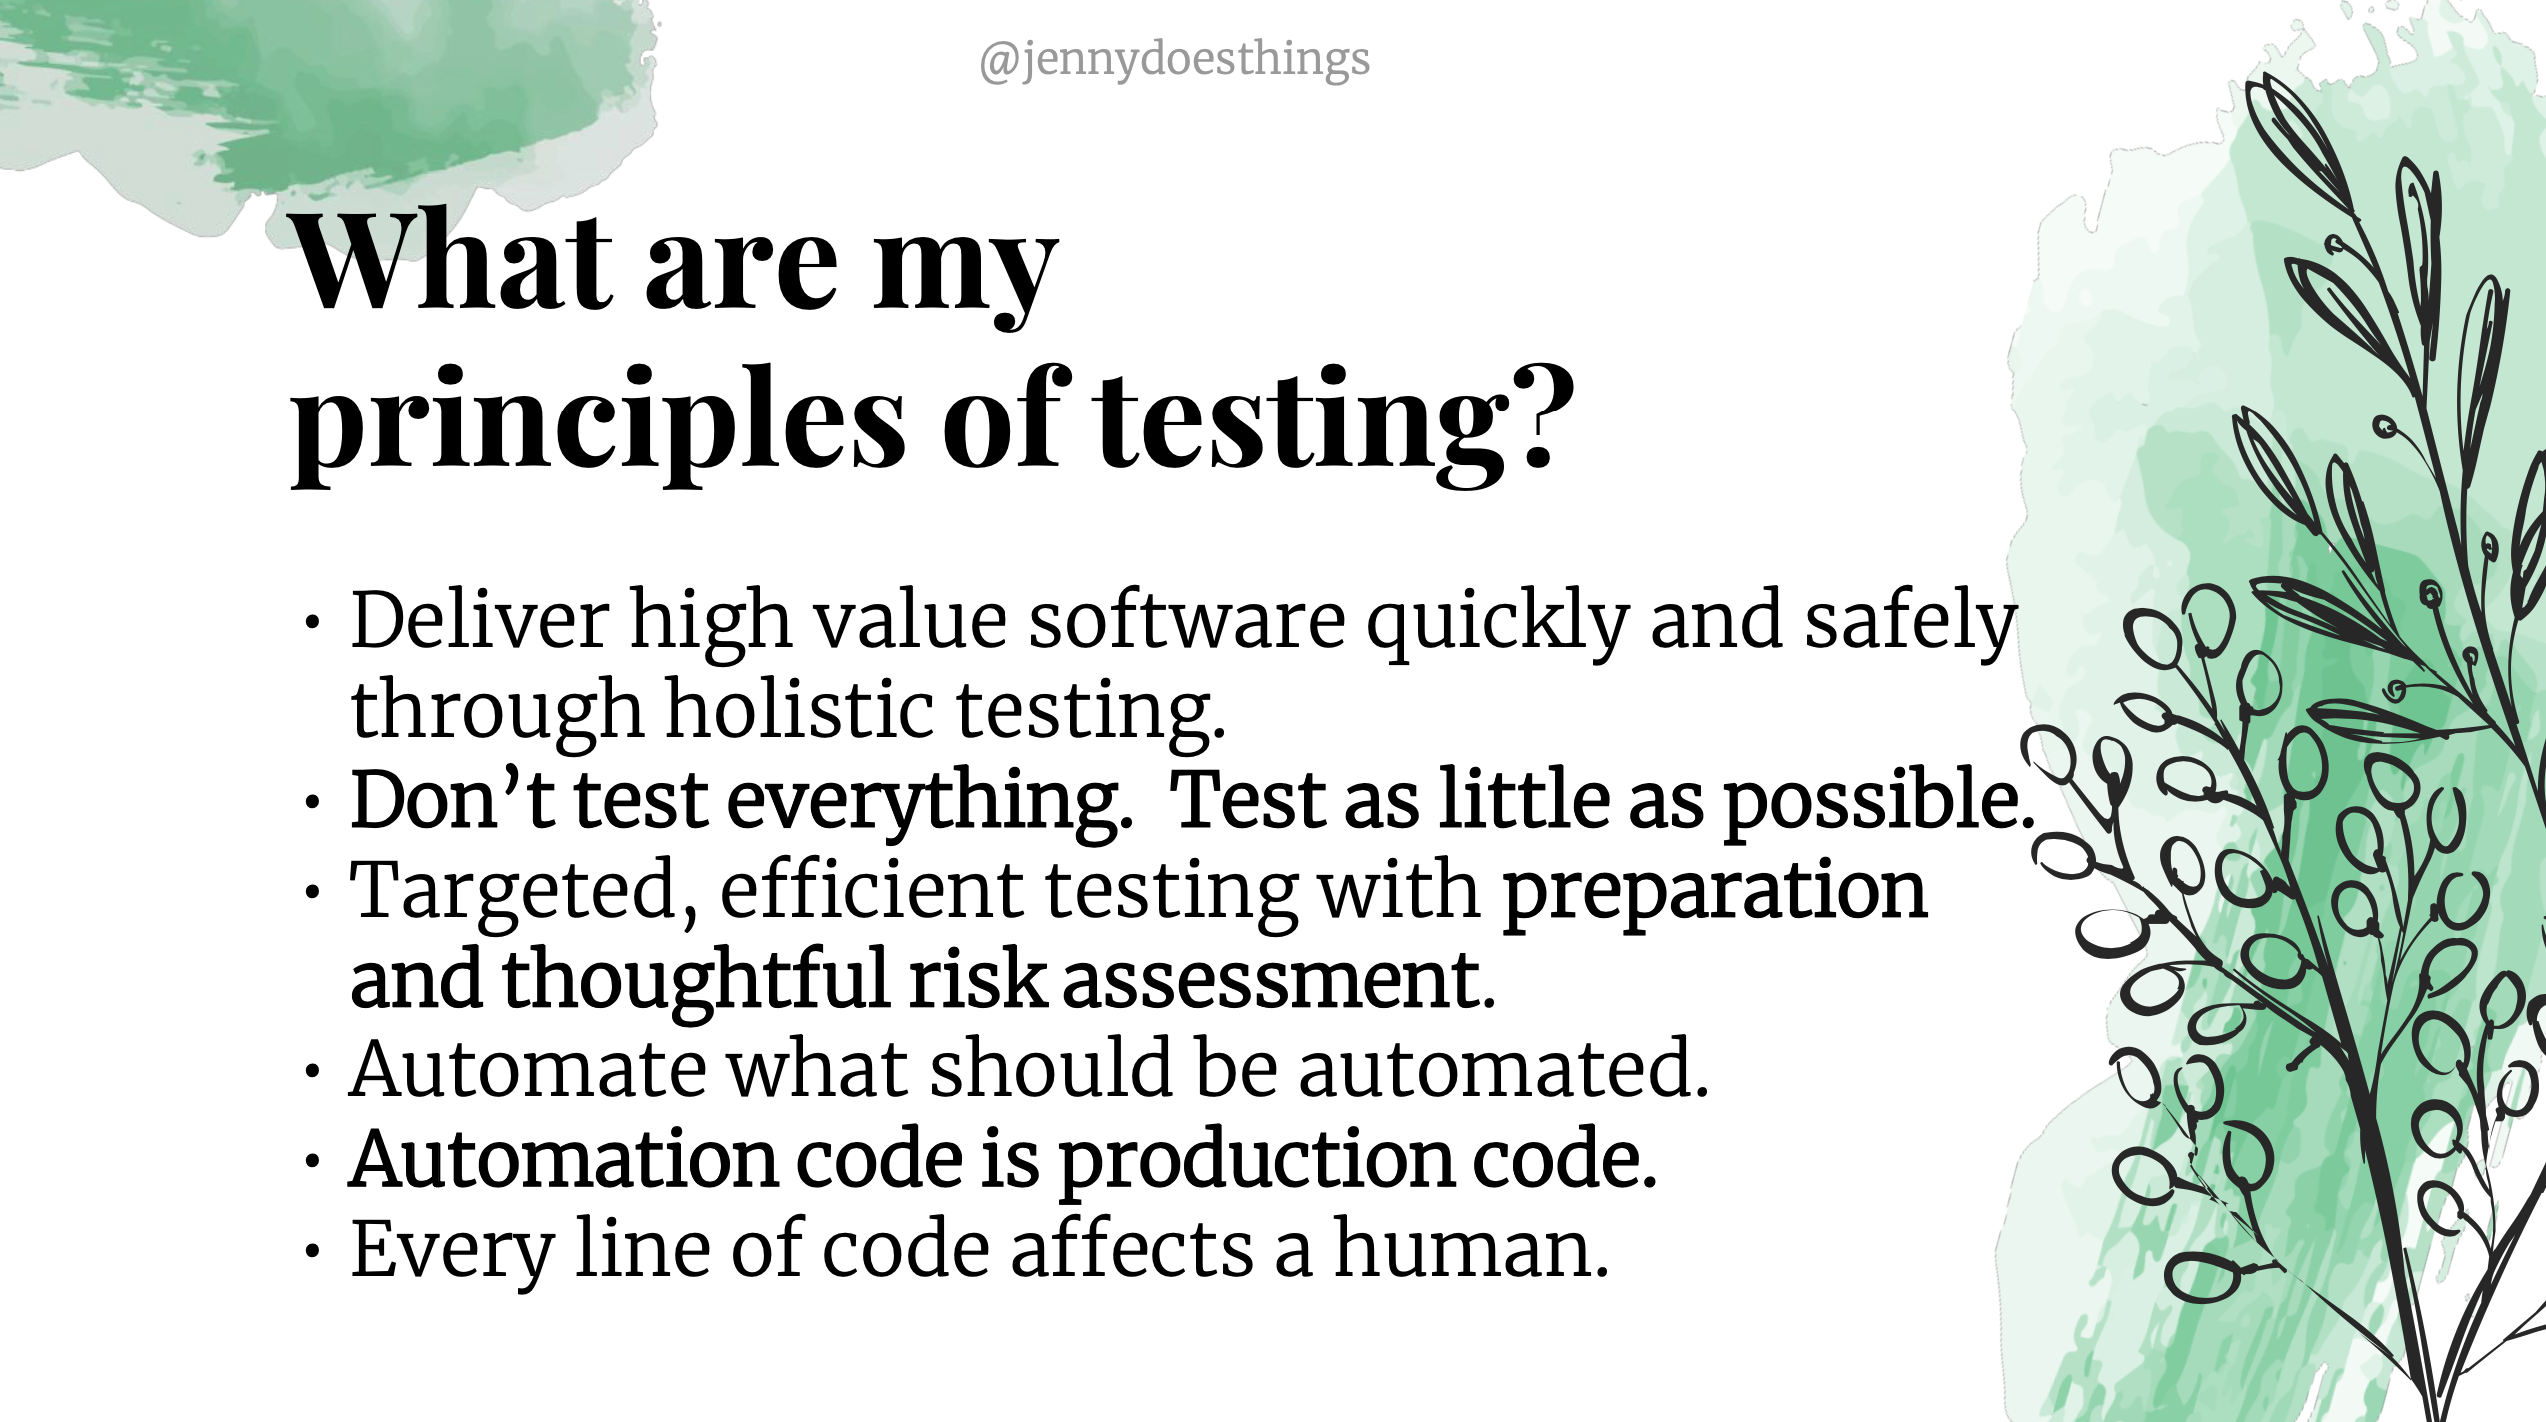 @jennydoesthings
What are my
principles of testing?
• Deliver high value software quickly and safely
through holistic testing.
• Don’t test everything.  Test as little as possible.
• Targeted, efficient testing with preparation
and thoughtful risk assessment.
• Automate what should be automated.
• Automation code is production code.
• Every line of code affects a human.